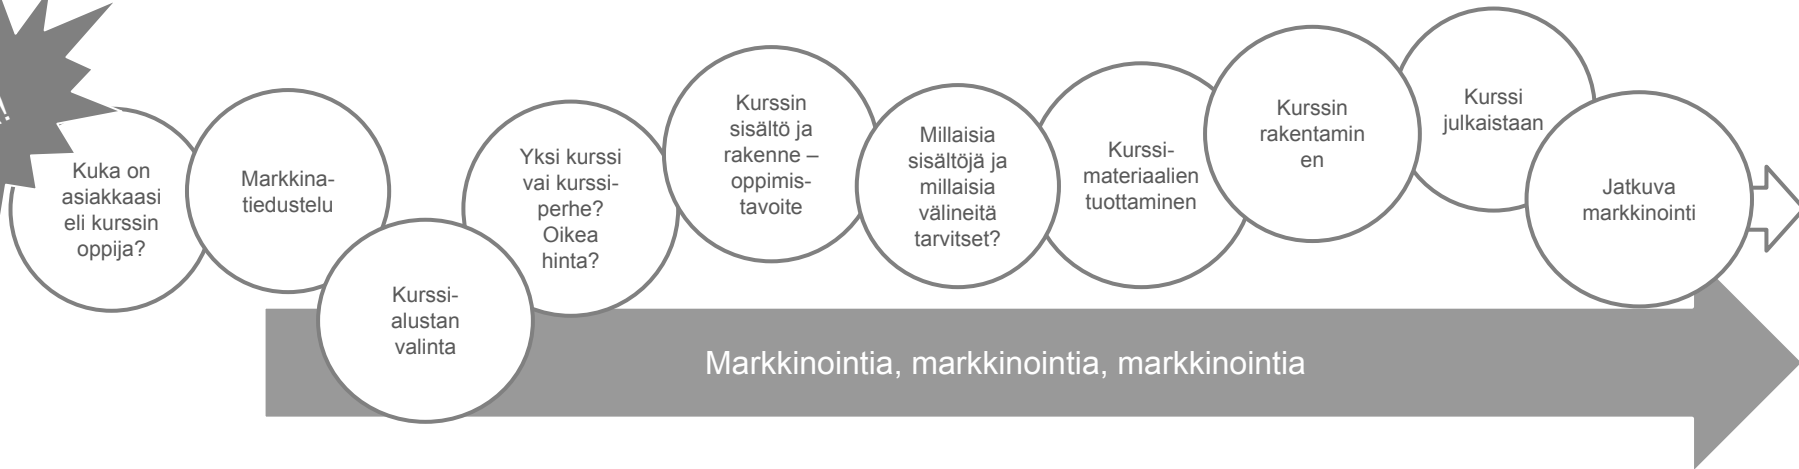 Kuka on
asiakkaasi
eli kurssin
oppija?
Markkina-
tiedustelu
Kurssi-
alustan
valinta
Yksi kurssi
vai kurssi-
perhe?
Oikea
hinta?
Kurssin
sisältö ja
rakenne –
oppimis-
tavoite
Millaisia
sisältöjä ja
millaisia
välineitä
tarvitset?
Kurssi-
materiaalien
tuottaminen
Kurssin
rakentamin
en
Kurssi
julkaistaan
Jatkuva
markkinointi
Markkinointia, markkinointia, markkinointia